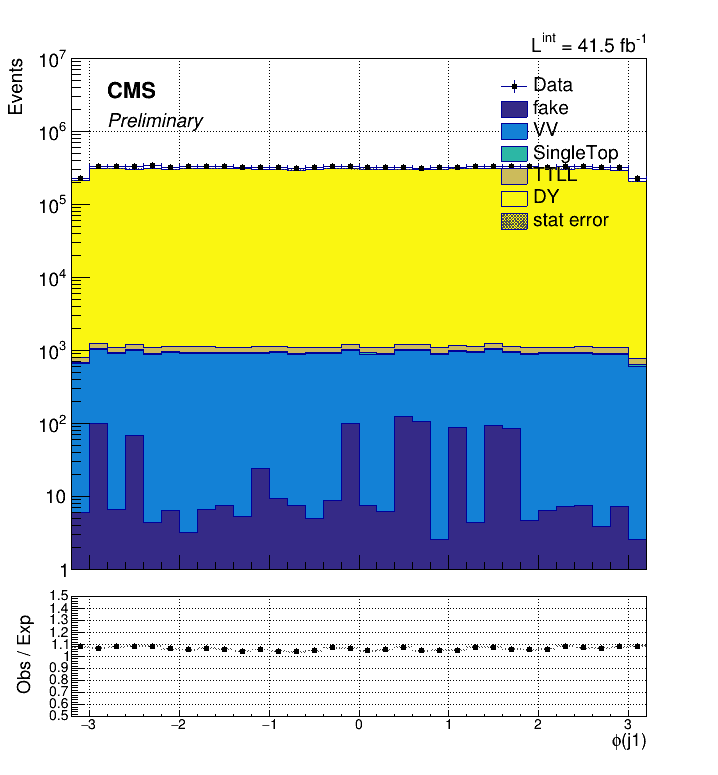 L^int = 41.5 fb^-1
Events
10^7
10^6
10^5
10^4
10^3
10^2
10
1
CMS
Preliminary
Data
fake
VV
SingleTop
TTLL
DY
stat error
Obs / Exp
1.5
1.4
1.3
1.2
1.1
1
0.9
0.8
0.7
0.6
0.5
−3 −2 −1 0 1 2 3
ϕ(j1)